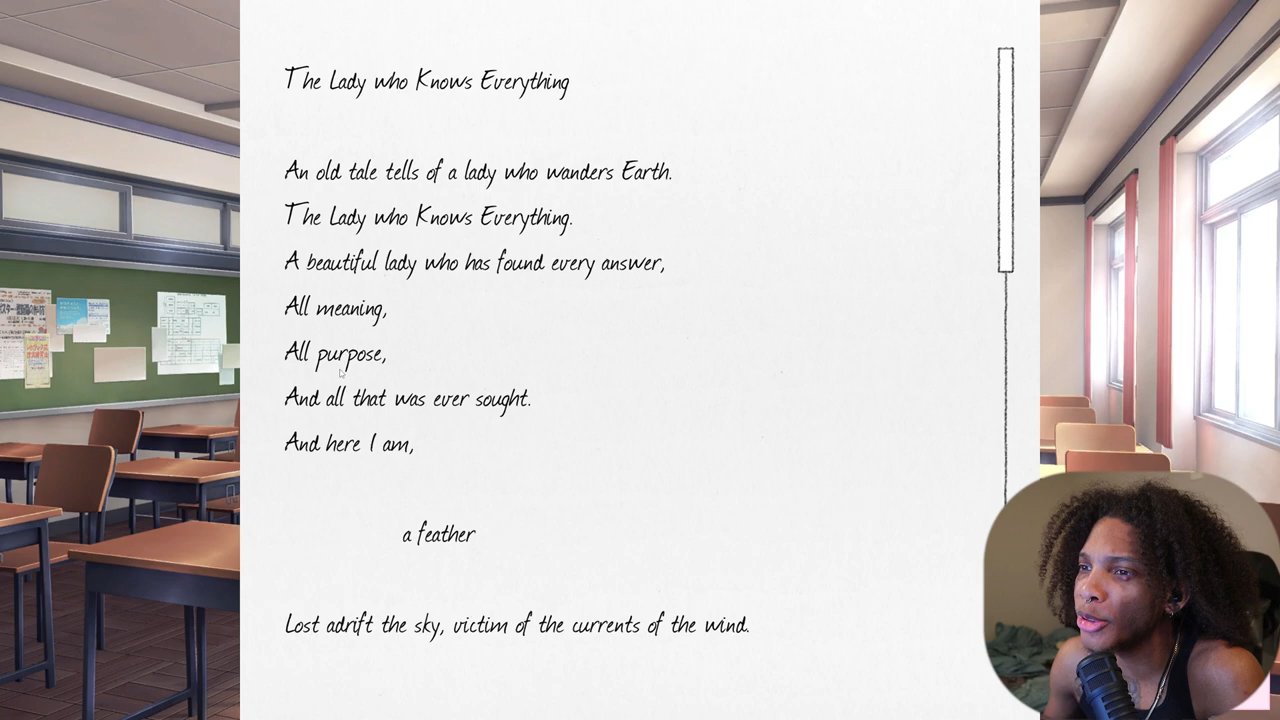 The Lady who Knows Everything
An old tale tells of a lady who wanders Earth.
The Lady who Knows Everything.
A beautiful lady who has found every answer,
All meaning,
All purpose,
And all that was ever sought.
And here I am,
a feather
Lost adrift the sky, victim of the currents of the wind.